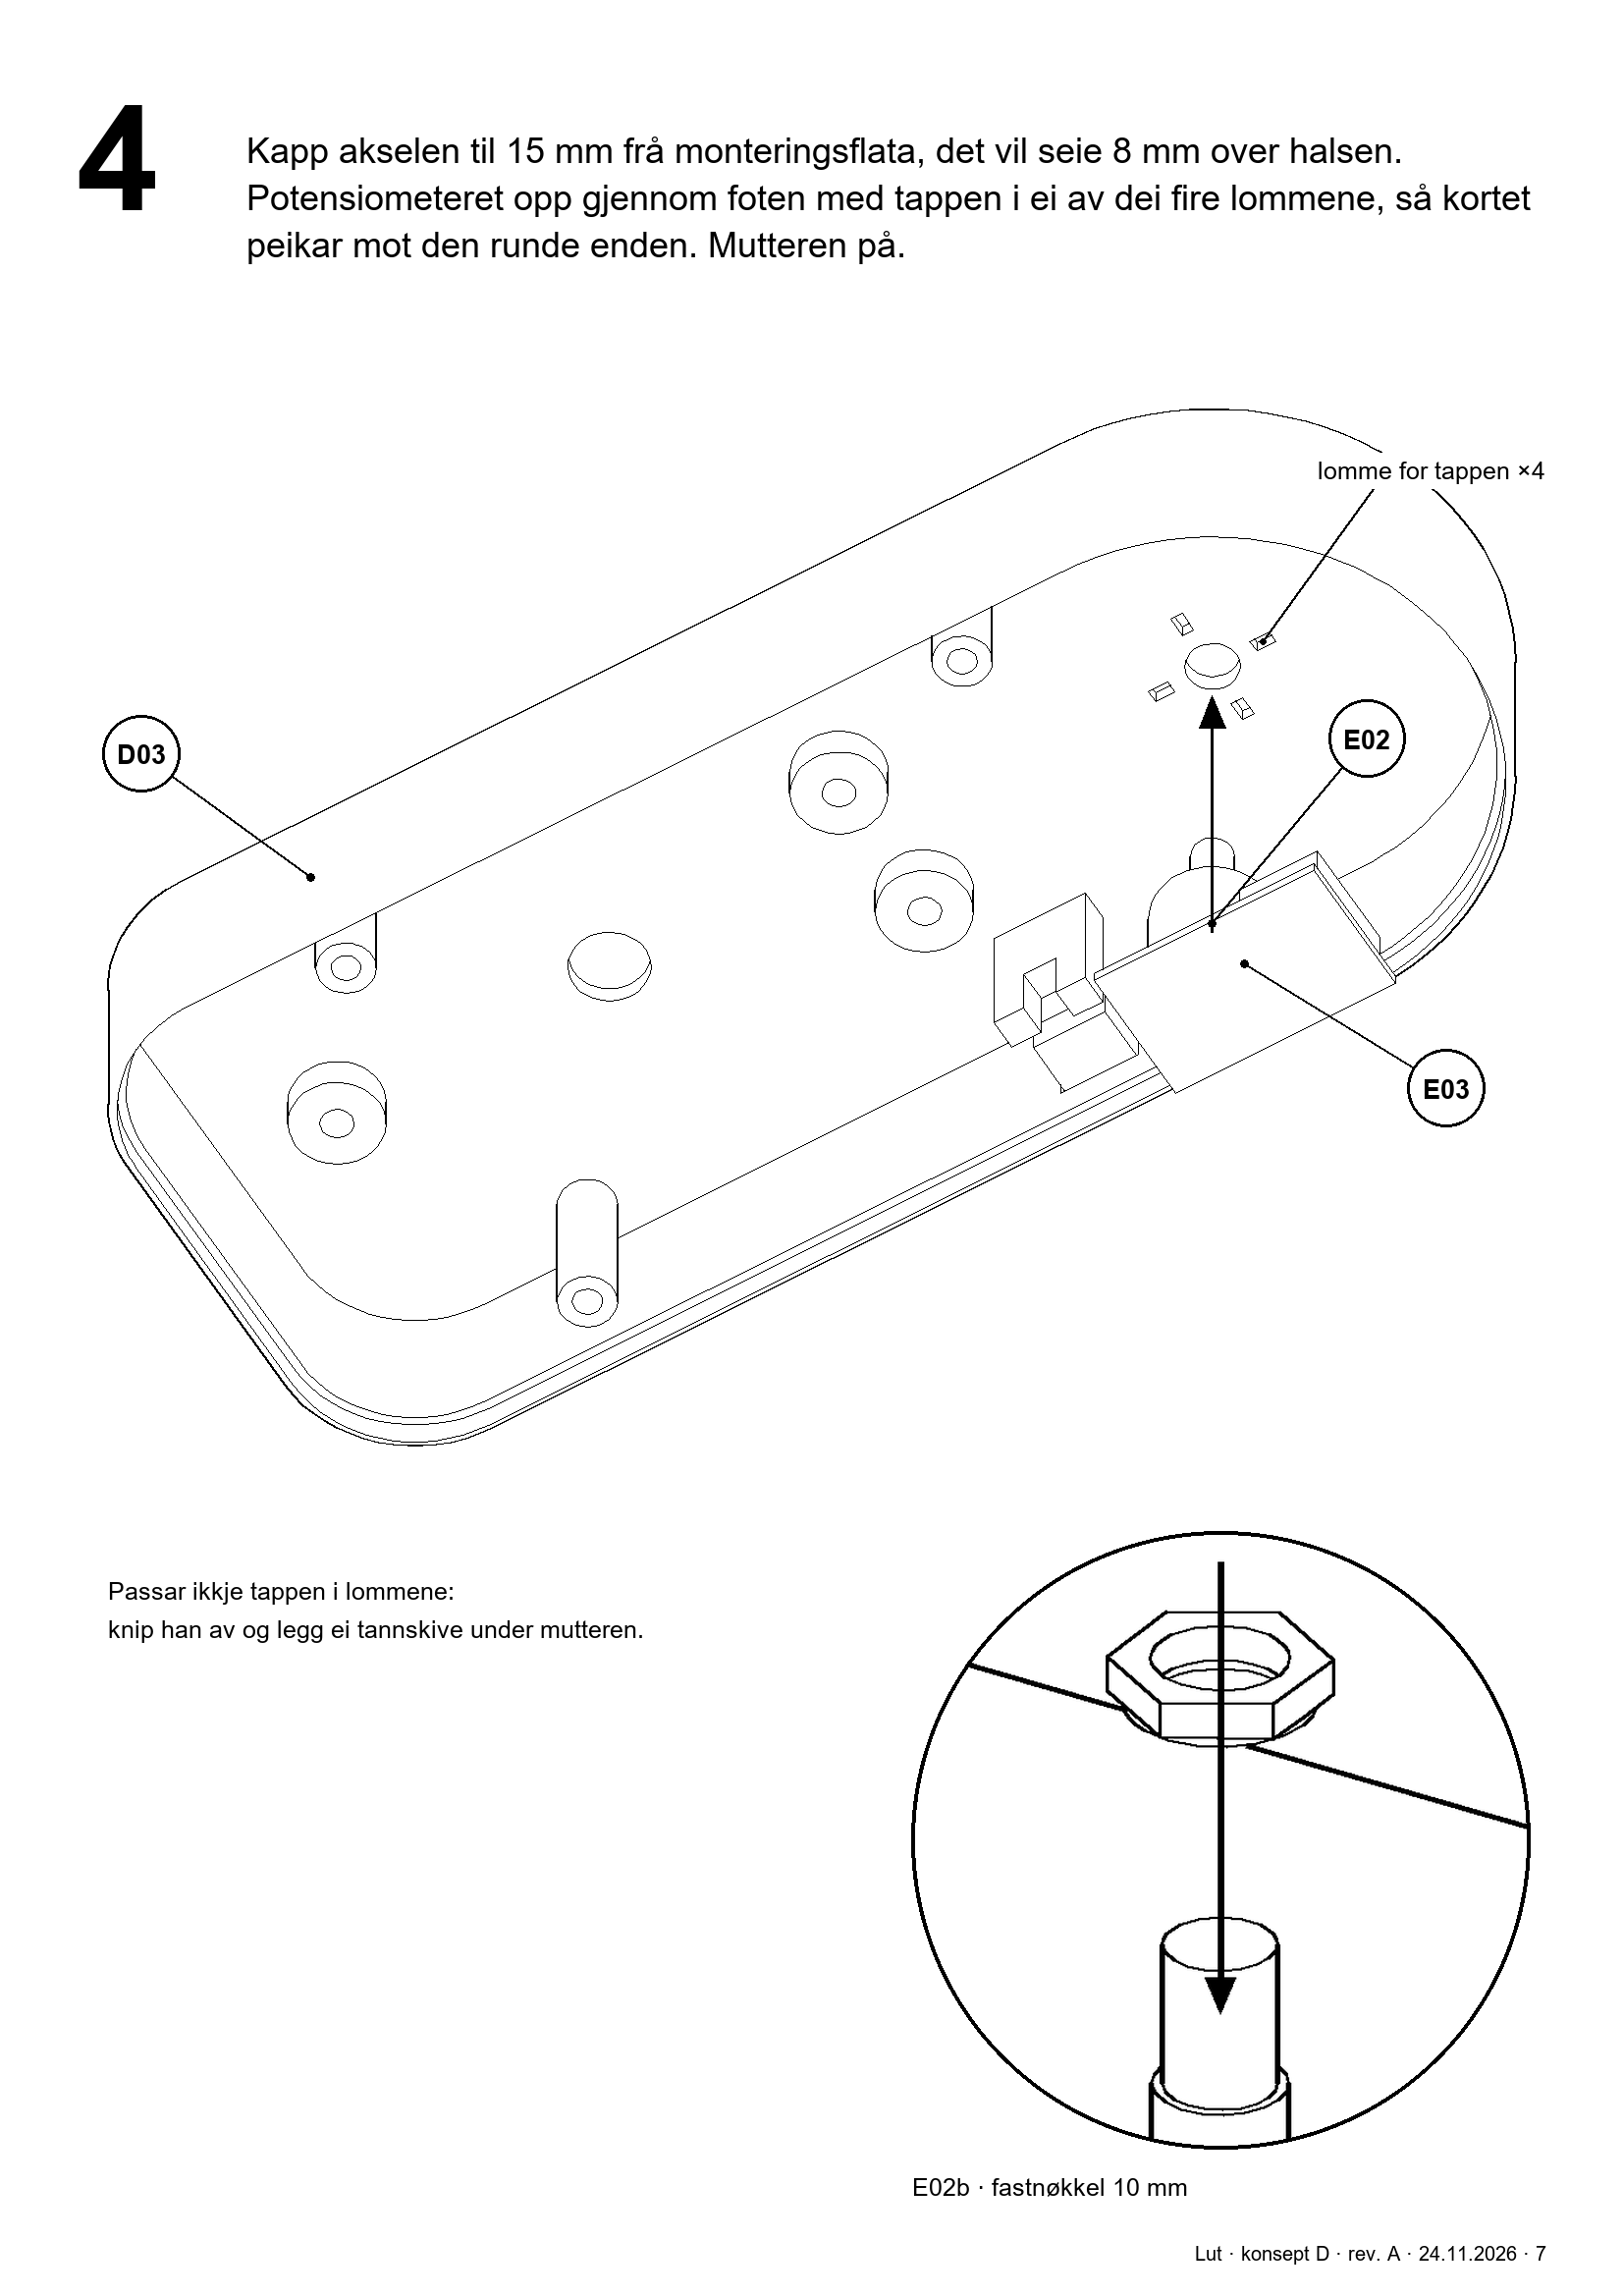 4
Kapp akselen til 15 mm frå monteringsflata, det vil seie 8 mm over halsen.
Potensiometeret opp gjennom foten med tappen i ei av dei fire lommene, så kortet
peikar mot den runde enden. Mutteren på.
lomme for tappen ×4
D03
E02
E03
Passar ikkje tappen i lommene:
knip han av og legg ei tannskive under mutteren.
E02b · fastnøkkel 10 mm
Lut · konsept D · rev. A · 24.11.2026 · 7